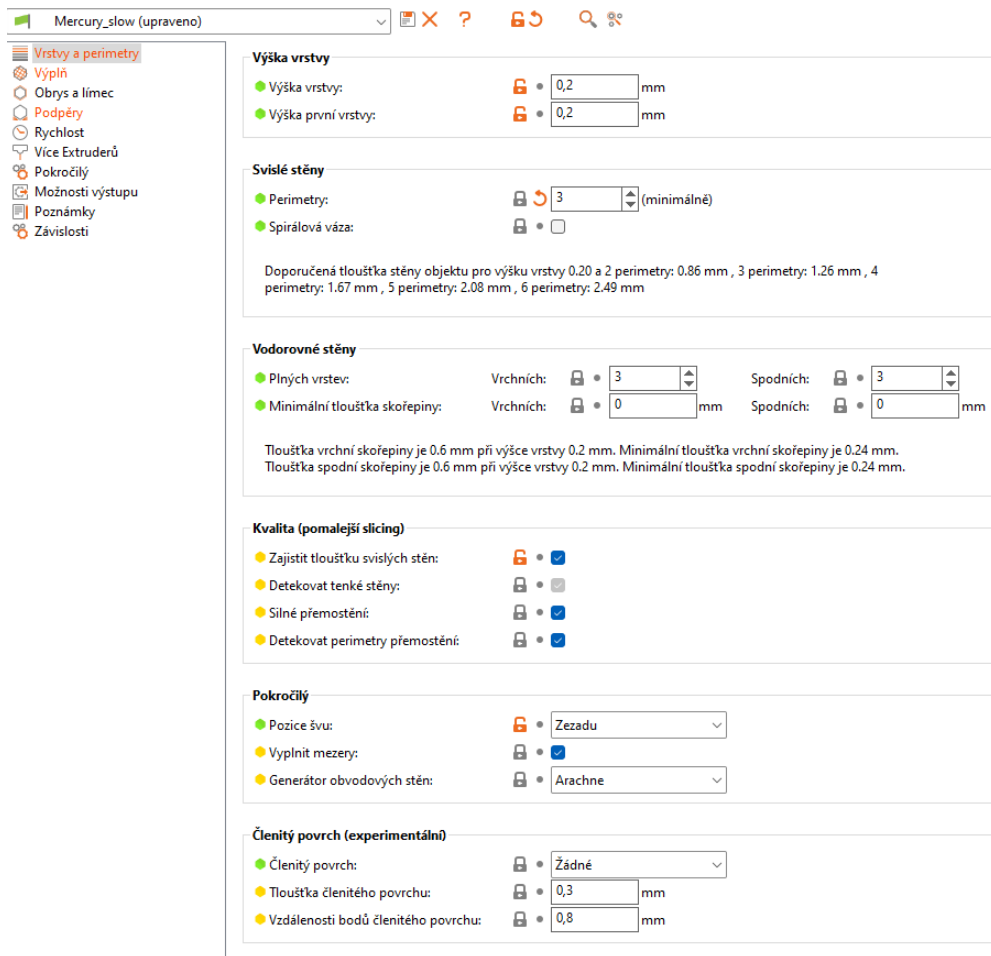 Mercury_slow (upraveno)
Vrstvy a perimetry
Výplň
Obrys a límec
Podpěry
Rychlost
Více Extruderů
Pokročilý
Možnosti výstupu
Poznámky
Závislosti
Výška vrstvy
Výška vrstvy: 0,2 mm
Výška první vrstvy: 0,2 mm
Svislé stěny
Perimetry: 3 (minimálně)
Spirálová váza:
Doporučená tloušťka stěny objektu pro výšku vrstvy 0.20 a 2 perimetry: 0.86 mm , 3 perimetry: 1.26 mm , 4
perimetry: 1.67 mm , 5 perimetry: 2.08 mm , 6 perimetry: 2.49 mm
Vodorovné stěny
Plných vrstev: Vrchních: 3 Spodních: 3
Minimální tloušťka skořepiny: Vrchních: 0 mm Spodních: 0 mm
Tloušťka vrchní skořepiny je 0.6 mm při výšce vrstvy 0.2 mm. Minimální tloušťka vrchní skořepiny je 0.24 mm.
Tloušťka spodní skořepiny je 0.6 mm při výšce vrstvy 0.2 mm. Minimální tloušťka spodní skořepiny je 0.24 mm.
Kvalita (pomalejší slicing)
Zajistit tloušťku svislých stěn:
Detekovat tenké stěny:
Silné přemostění:
Detekovat perimetry přemostění:
Pokročilý
Pozice švu: Zezadu
Vyplnit mezery:
Generátor obvodových stěn: Arachne
Členitý povrch (experimentální)
Členitý povrch: Žádné
Tloušťka členitého povrchu: 0,3 mm
Vzdálenosti bodů členitého povrchu: 0,8 mm